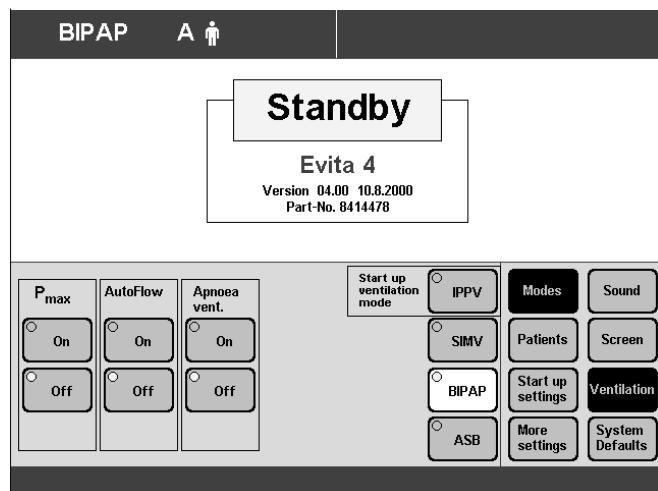 BIPAP A
Standby
Evita 4
Version 04.00 10.8.2000
Part-No. 8414478
Pmax
On
Off
AutoFlow
On
Off
Apnoea
vent.
On
Off
Start up
ventilation
mode
IPPV
SIMV
BIPAP
ASB
Modes
Sound
Patients
Screen
Start up
settings
Ventilation
More
settings
System
Defaults